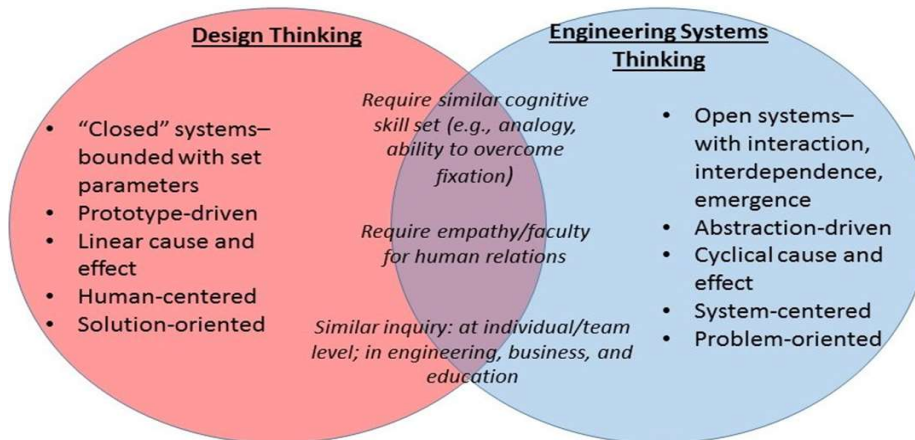 Design Thinking
• “Closed” systems–
bounded with set
parameters
• Prototype-driven
• Linear cause and
effect
• Human-centered
• Solution-oriented
Require similar cognitive
skill set (e.g., analogy,
ability to overcome
fixation)
Require empathy/faculty
for human relations
Similar inquiry: at individual/team
level; in engineering, business, and
education
Engineering Systems
Thinking
• Open systems–
with interaction,
interdependence,
emergence
• Abstraction-driven
• Cyclical cause and
effect
• System-centered
• Problem-oriented